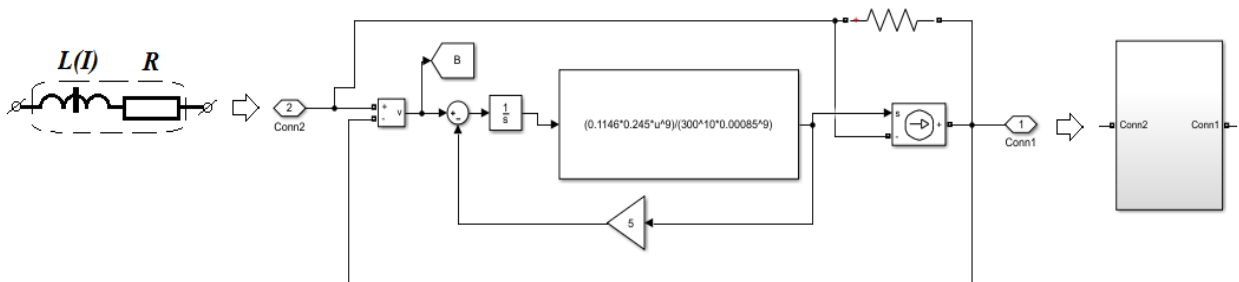 L(I) R
B
2
Conn2
+
-
v
+
-
1
s
(0.1146*0.245*u^9)/(300^10*0.00085^9)
5
+
s
-
+
1
Conn1
Conn2
Conn1